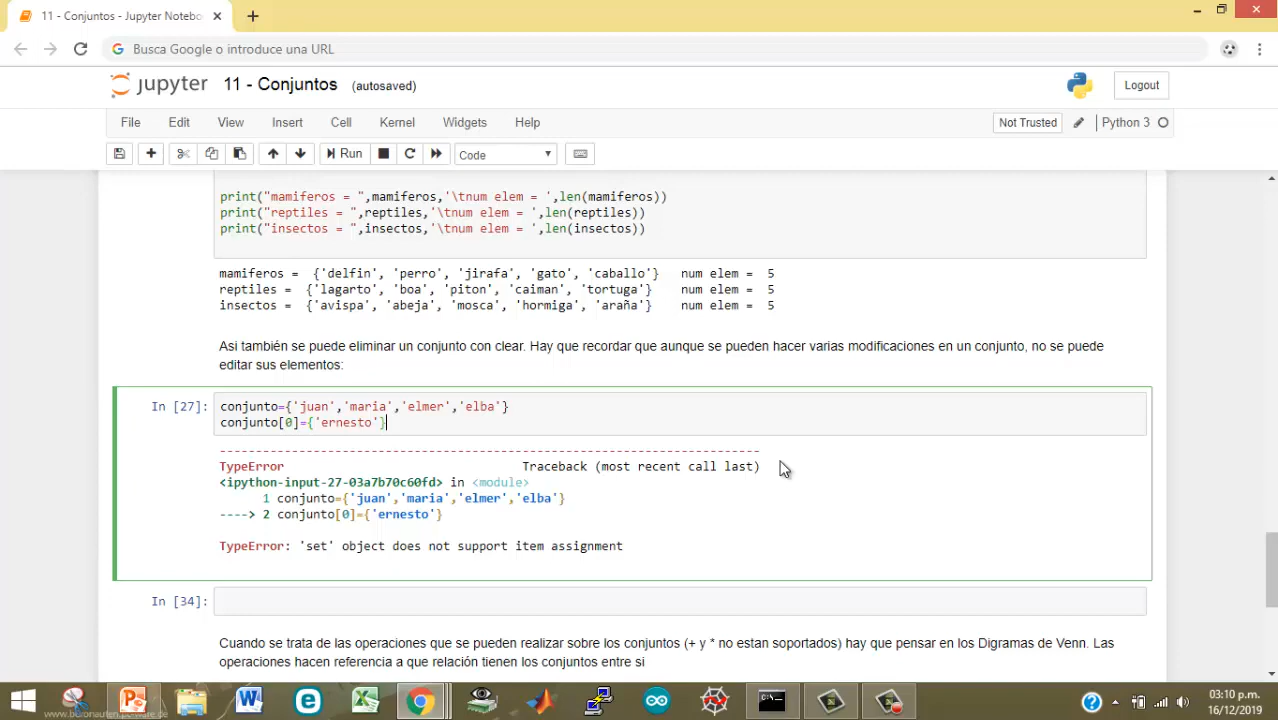 11 - Conjuntos - Jupyter Notebo
Busca Google o introduce una URL
jupyter 11 - Conjuntos (autosaved)
Logout
File Edit View Insert Cell Kernel Widgets Help
Not Trusted Python 3
Run Code
print("mamiferos = ",mamiferos,'\tnum elem = ',len(mamiferos))
print("reptiles = ",reptiles,'\tnum elem = ',len(reptiles))
print("insectos = ",insectos,'\tnum elem = ',len(insectos))
mamiferos =  {'delfin', 'perro', 'jirafa', 'gato', 'caballo'} num elem =  5
reptiles =  {'lagarto', 'boa', 'piton', 'caiman', 'tortuga'} num elem =  5
insectos =  {'avispa', 'abeja', 'mosca', 'hormiga', 'araña'} num elem =  5
Asi también se puede eliminar un conjunto con clear. Hay que recordar que aunque se pueden hacer varias modificaciones en un conjunto, no se puede
editar sus elementos:
In [27]: conjunto={'juan','maria','elmer','elba'}
conjunto[0]={'ernesto'}
---------------------------------------------------------------------------
TypeError Traceback (most recent call last)
<ipython-input-27-03a7b70c60fd> in <module>
1 conjunto={'juan','maria','elmer','elba'}
----> 2 conjunto[0]={'ernesto'}
TypeError: 'set' object does not support item assignment
In [34]:
Cuando se trata de las operaciones que se pueden realizar sobre los conjuntos (+ y * no estan soportados) hay que pensar en los Digramas de Venn. Las
operaciones hacen referencia a que relación tienen los conjuntos entre si
03:10 p.m.
16/12/2019